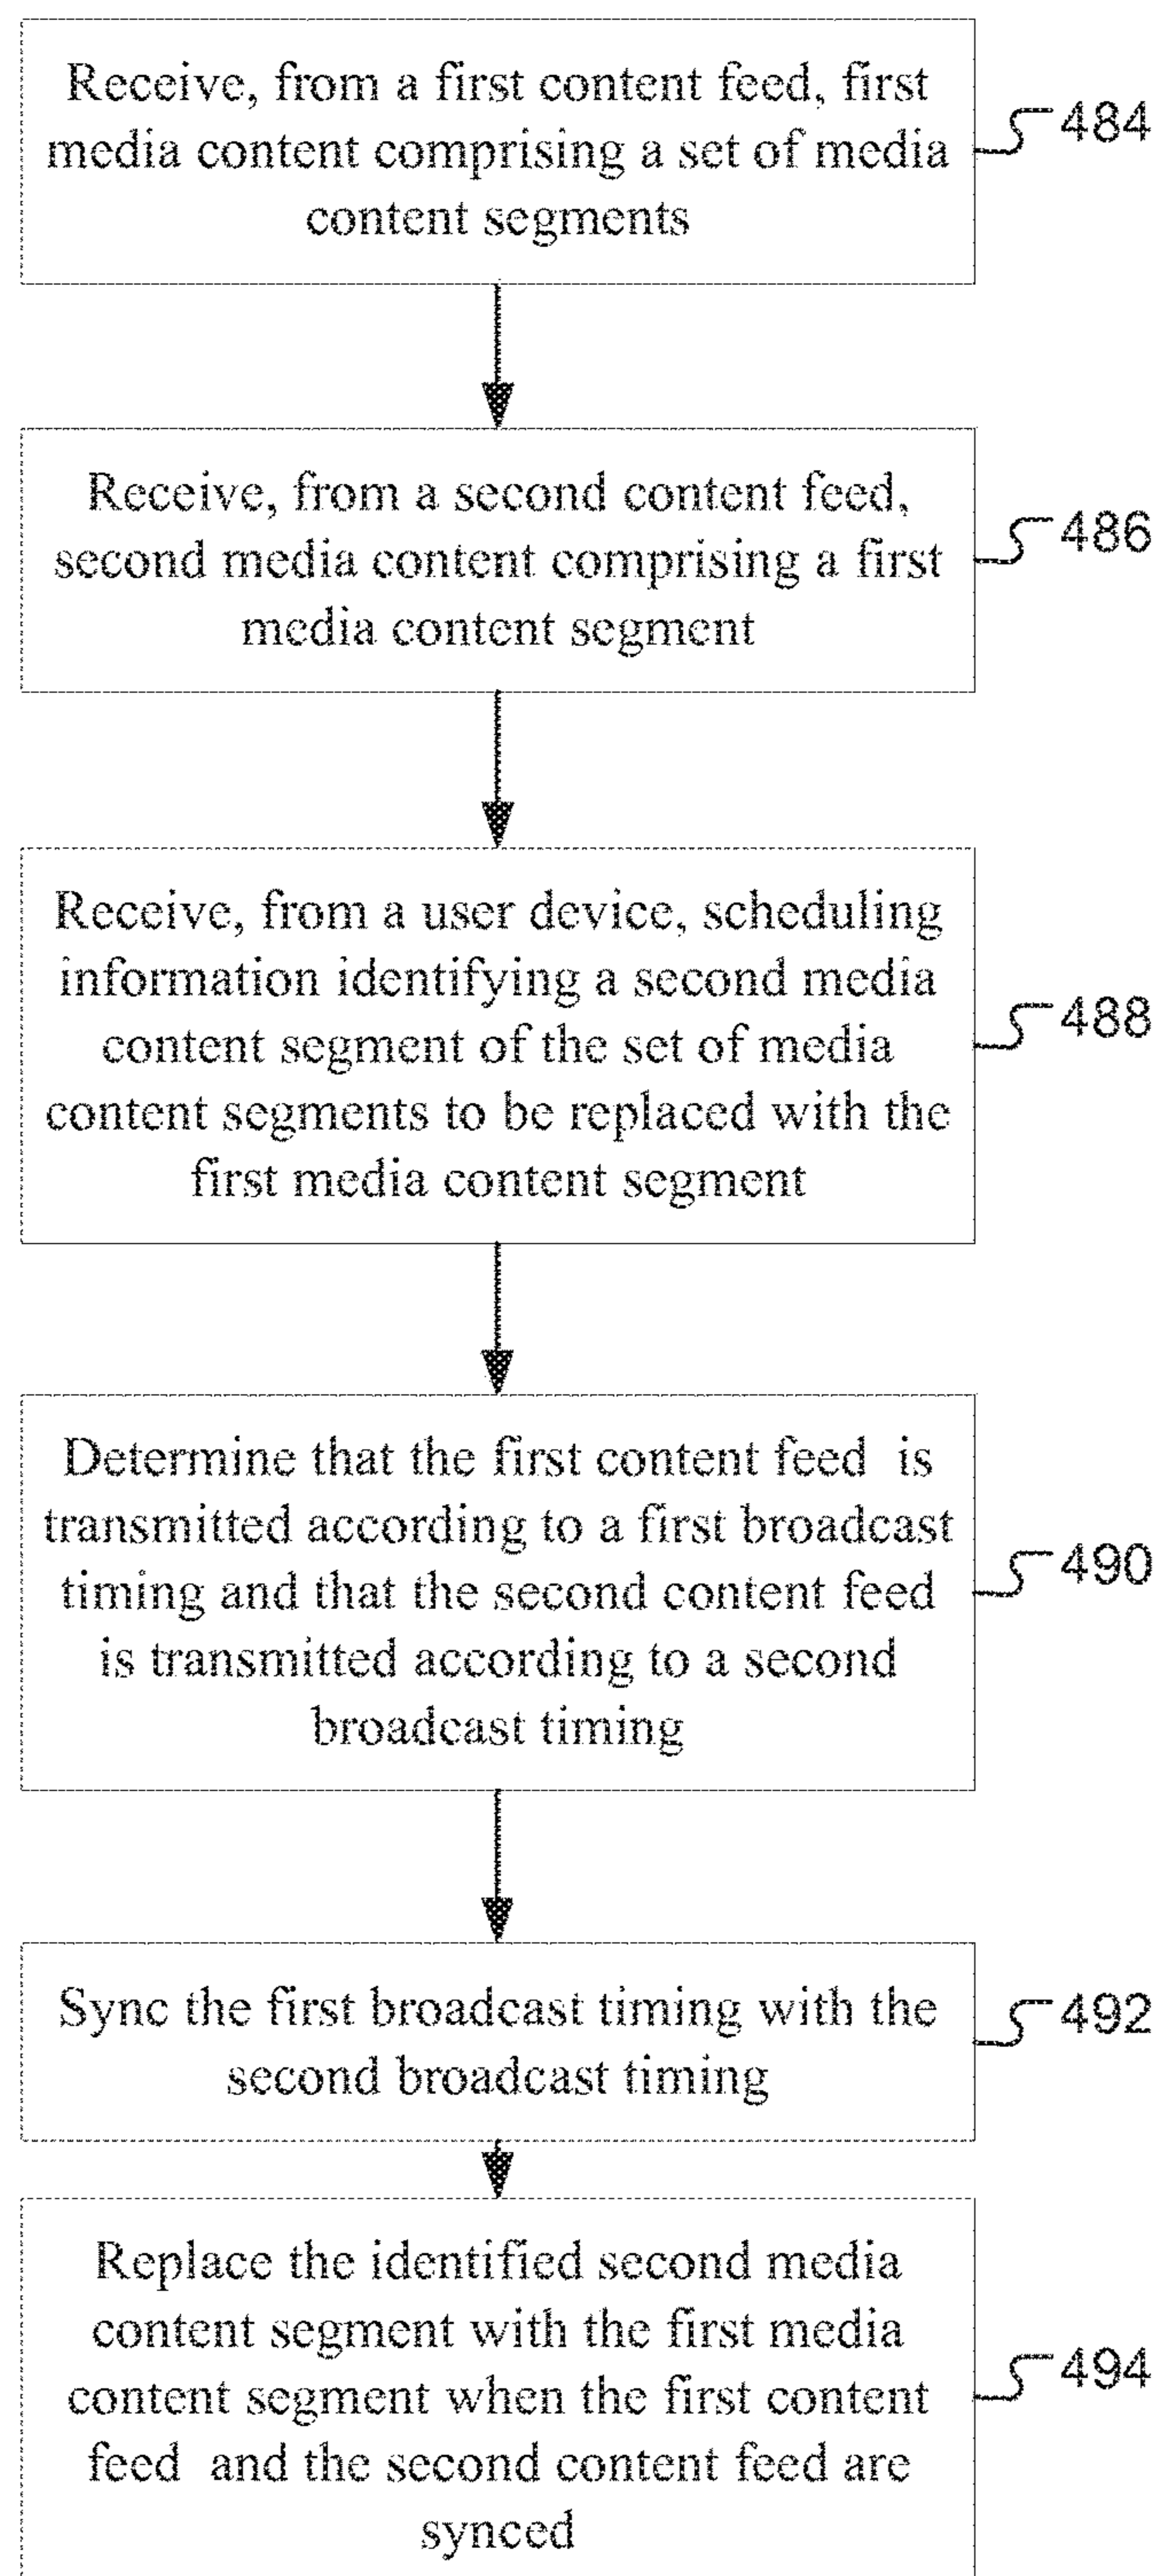 Receive, from a first content feed, first
media content comprising a set of media
content segments
484
Receive, from a second content feed,
second media content comprising a first
media content segment
486
Receive, from a user device, scheduling
information identifying a second media
content segment of the set of media
content segments to be replaced with the
first media content segment
488
Determine that the first content feed is
transmitted according to a first broadcast
timing and that the second content feed
is transmitted according to a second
broadcast timing
490
Sync the first broadcast timing with the
second broadcast timing
492
Replace the identified second media
content segment with the first media
content segment when the first content
feed and the second content feed are
synced
494